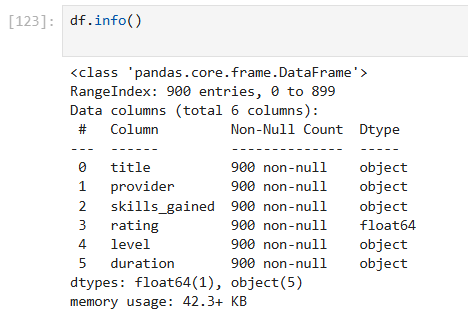 [123]: df.info()
<class 'pandas.core.frame.DataFrame'>
RangeIndex: 900 entries, 0 to 899
Data columns (total 6 columns):
 #   Column         Non-Null Count  Dtype
---  ------         --------------  -----
 0   title          900 non-null    object
 1   provider       900 non-null    object
 2   skills_gained  900 non-null    object
 3   rating         900 non-null    float64
 4   level          900 non-null    object
 5   duration       900 non-null    object
dtypes: float64(1), object(5)
memory usage: 42.3+ KB